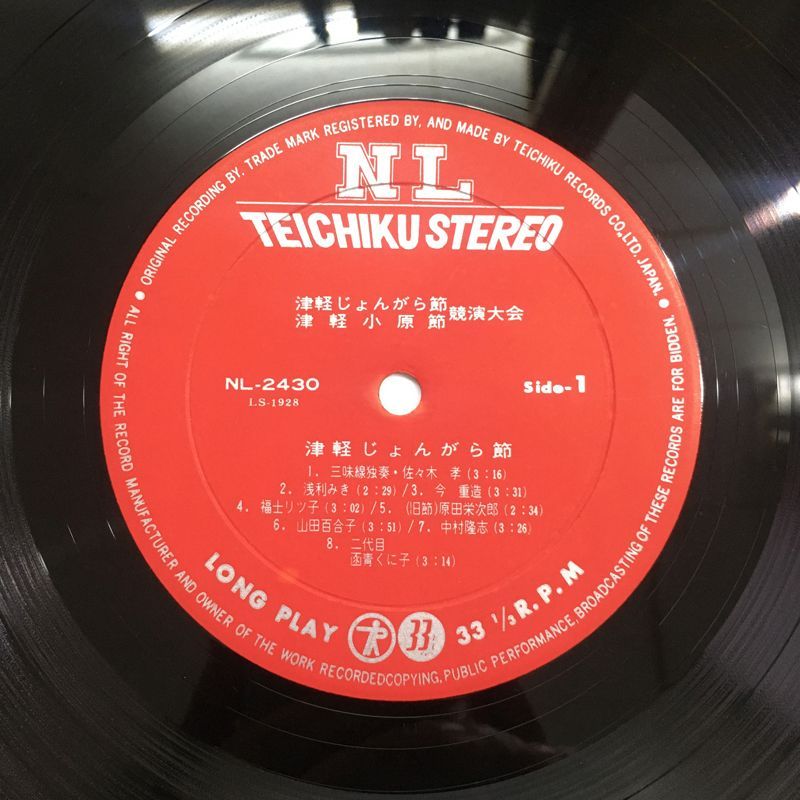 ORIGINAL RECORDING BY, TRADE MARK REGISTERED BY, AND MADE BY TEICHIKU RECORDS CO., LTD. JAPAN.
NL
TEICHIKU STEREO
津軽じょんがら節
津軽小原節
競演大会
NL-2430
Side-1
LS-1928
津軽じょんがら節
1. 三味線独奏・佐々木 孝 (3:16)
2. 浅利みき (2:29) / 3. 今 重造 (3:31)
4. 福士リツ子 (3:02) / 5. (旧節) 原田栄次郎 (2:34)
6. 山田百合子 (3:51) / 7. 中村隆志 (3:26)
8. 二代目
函青くに子 (3:14)
LONG PLAY
33
33 1/3 R.P.M
ALL RIGHT OF THE RECORD MANUFACTURER AND OWNER OF THE WORK RECORDEDCOPYING, PUBLIC PERFORMANCE, BROADCASTING OF THESE RECORDS ARE FOR BIDDEN.